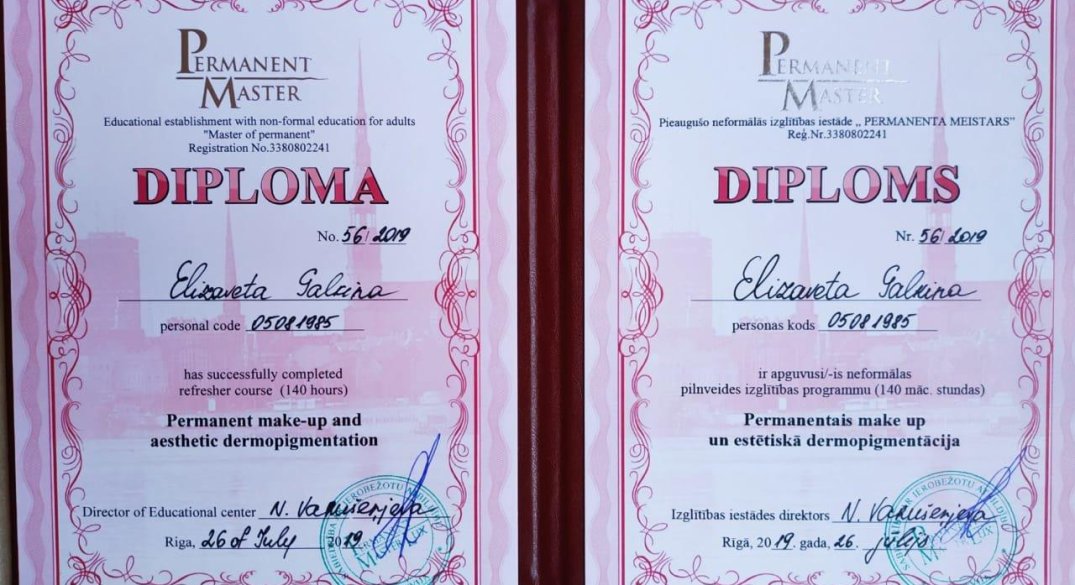 PERMANENT
MASTER
Educational establishment with non-formal education for adults
"Master of permanent"
Registration No.3380802241
DIPLOMA
No. 56/2019
Elizaveta Galkina
personal code 05081985
has successfully completed
refresher course (140 hours)
Permanent make-up and
aesthetic dermopigmentation
Director of Educational center N.
Riga, 26 of July 2019
PERMANENT
MASTER
Pieaugušo neformālās izglītības iestāde „ PERMANENTA MEISTARS”
Reģ.Nr.3380802241
DIPLOMS
Nr. 56/2019
Elizaveta Galkina
personas kods 05081985
ir apguvusi/-is neformālas
pilnveides izglītības programmu (140 māc. stundas)
Permanentais make up
un estētiskā dermopigmentācija
Izglītības iestādes direktors N.
Rīgā, 2019. gada, 26. jūlijs
IEROBEŽOTU
AR IEROBEŽOTU